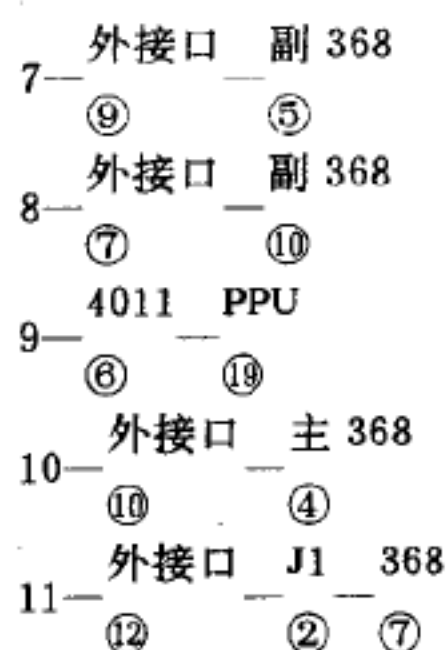 外接口 副 368
7— —
⑨ ⑤
外接口 副 368
8— —
⑦ ⑩
4011 PPU
9— —
⑥ ⑲
外接口 主 368
10— —
⑩ ④
外接口 J1 368
11— — —
⑫ ② ⑦